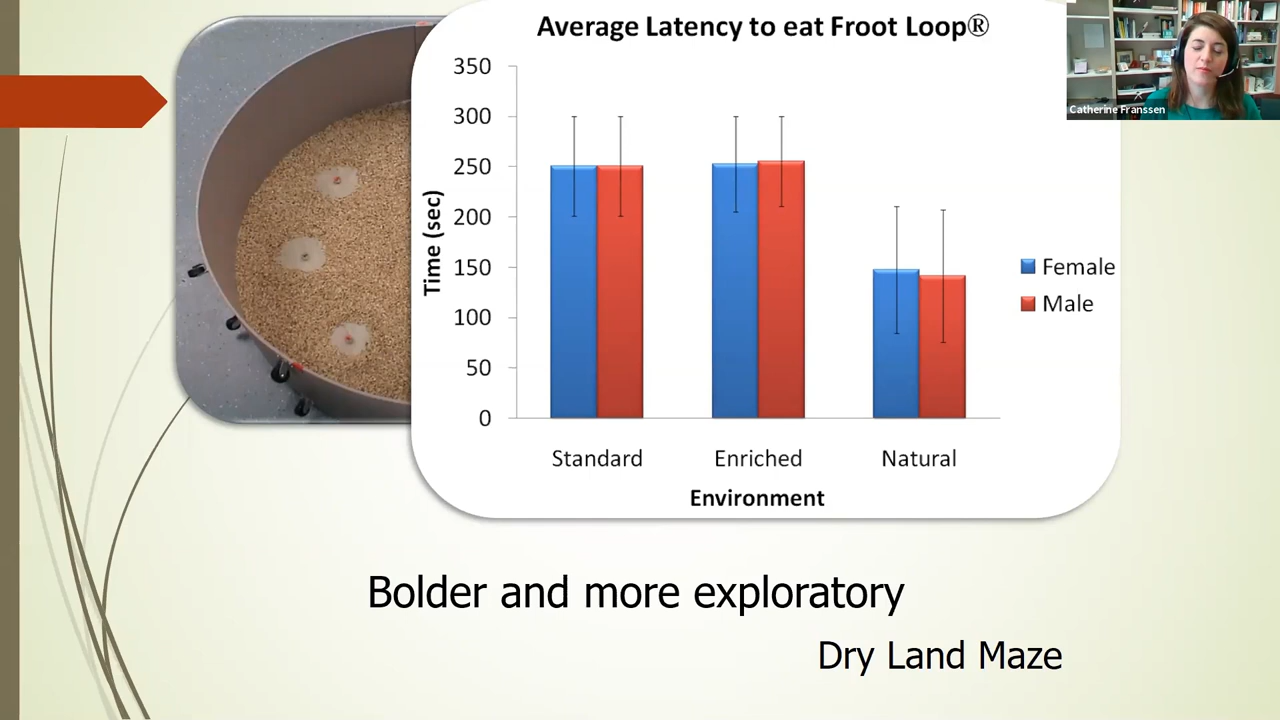 Average Latency to eat Froot Loop®
Catherine Franssen
350
300
250
200
150
100
50
0
Time (sec)
Female
Male
Standard Enriched Natural
Environment
Bolder and more exploratory
Dry Land Maze